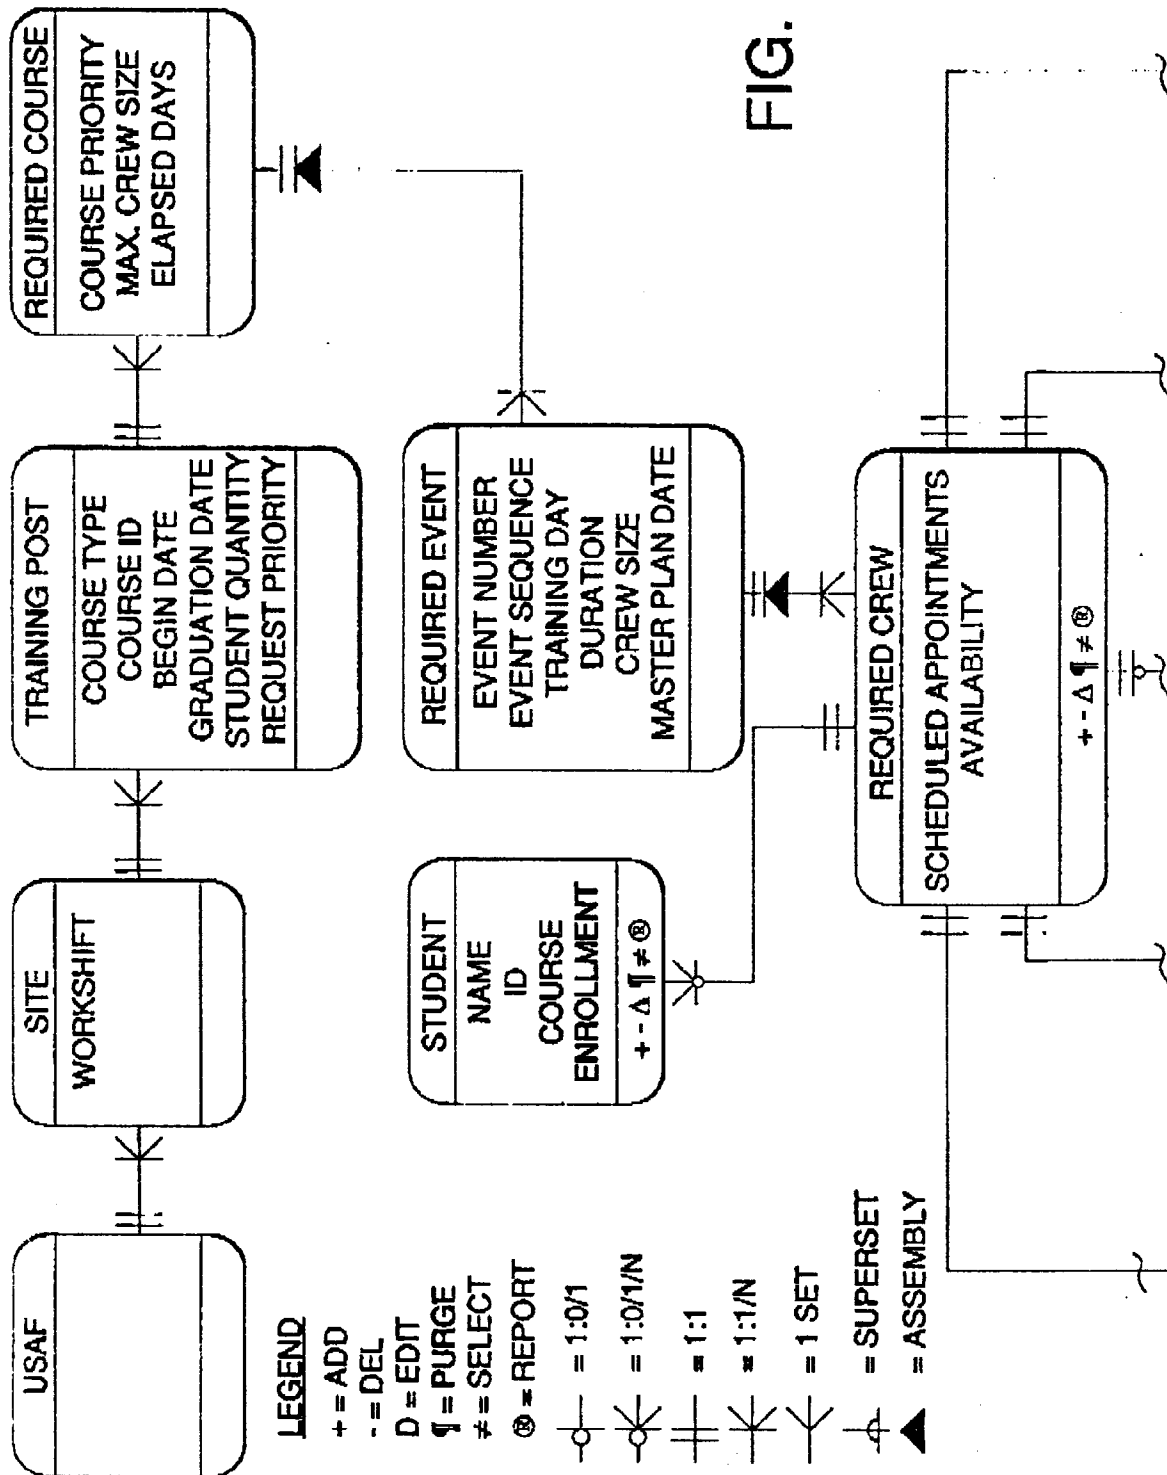 USAF
SITE
WORKSHIFT
TRAINING POST
COURSE TYPE
COURSE ID
BEGIN DATE
GRADUATION DATE
STUDENT QUANTITY
REQUEST PRIORITY
REQUIRED COURSE
COURSE PRIORITY
MAX. CREW SIZE
ELAPSED DAYS
LEGEND
+ = ADD
- = DEL
D = EDIT
¶ = PURGE
≠ = SELECT
® = REPORT
= 1:0/1
= 1:0/1/N
= 1:1
= 1:1/N
= 1 SET
= SUPERSET
= ASSEMBLY
STUDENT
NAME
ID
COURSE
ENROLLMENT
+ - Δ ¶ ≠ ®
REQUIRED EVENT
EVENT NUMBER
EVENT SEQUENCE
TRAINING DAY
DURATION
CREW SIZE
MASTER PLAN DATE
REQUIRED CREW
SCHEDULED APPOINTMENTS
AVAILABILITY
+ - Δ ¶ ≠ ®
FIG.